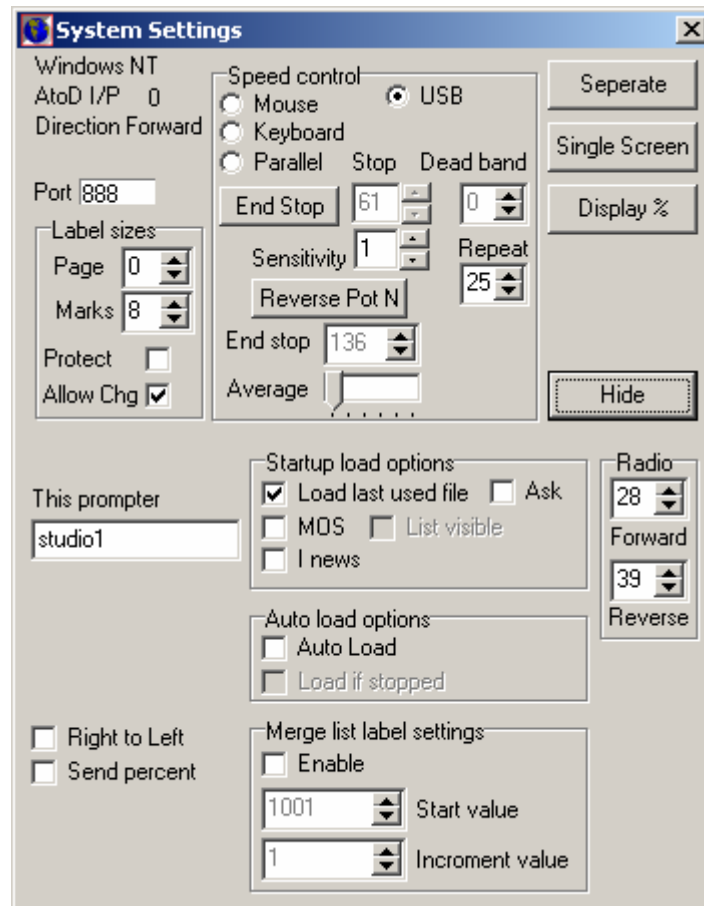 System Settings
Windows NT
AtoD I/P 0
Direction Forward
Port 888
Label sizes
Page 0
Marks 8
Protect
Allow Chg
Speed control
Mouse
USB
Keyboard
Parallel
Stop
Dead band
End Stop
61
0
Sensitivity 1
Repeat
25
Reverse Pot N
End stop 136
Average
Seperate
Single Screen
Display %
Hide
This prompter
studio1
Startup load options
Load last used file
Ask
MOS
List visible
I news
Radio
28
Forward
39
Reverse
Auto load options
Auto Load
Load if stopped
Right to Left
Send percent
Merge list label settings
Enable
1001 Start value
1 Incroment value